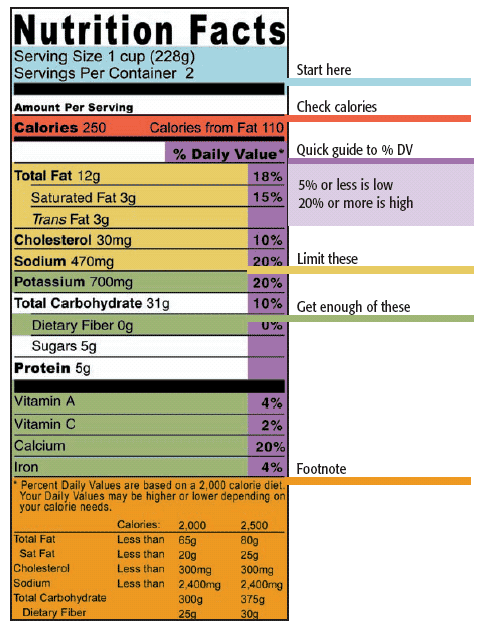 Nutrition Facts
Serving Size 1 cup (228g)
Servings Per Container 2
Start here
Amount Per Serving
Check calories
Calories 250 Calories from Fat 110
% Daily Value*
Quick guide to % DV
5% or less is low
20% or more is high
Total Fat 12g 18%
Saturated Fat 3g 15%
Trans Fat 3g
Cholesterol 30mg 10%
Sodium 470mg 20%
Limit these
Potassium 700mg 20%
Total Carbohydrate 31g 10%
Get enough of these
Dietary Fiber 0g 0%
Sugars 5g
Protein 5g
Vitamin A 4%
Vitamin C 2%
Calcium 20%
Iron 4%
Footnote
* Percent Daily Values are based on a 2,000 calorie diet.
Your Daily Values may be higher or lower depending on
your calorie needs.
Calories: 2,000 2,500
Total Fat Less than 65g 80g
Sat Fat Less than 20g 25g
Cholesterol Less than 300mg 300mg
Sodium Less than 2,400mg 2,400mg
Total Carbohydrate 300g 375g
Dietary Fiber 25g 30g